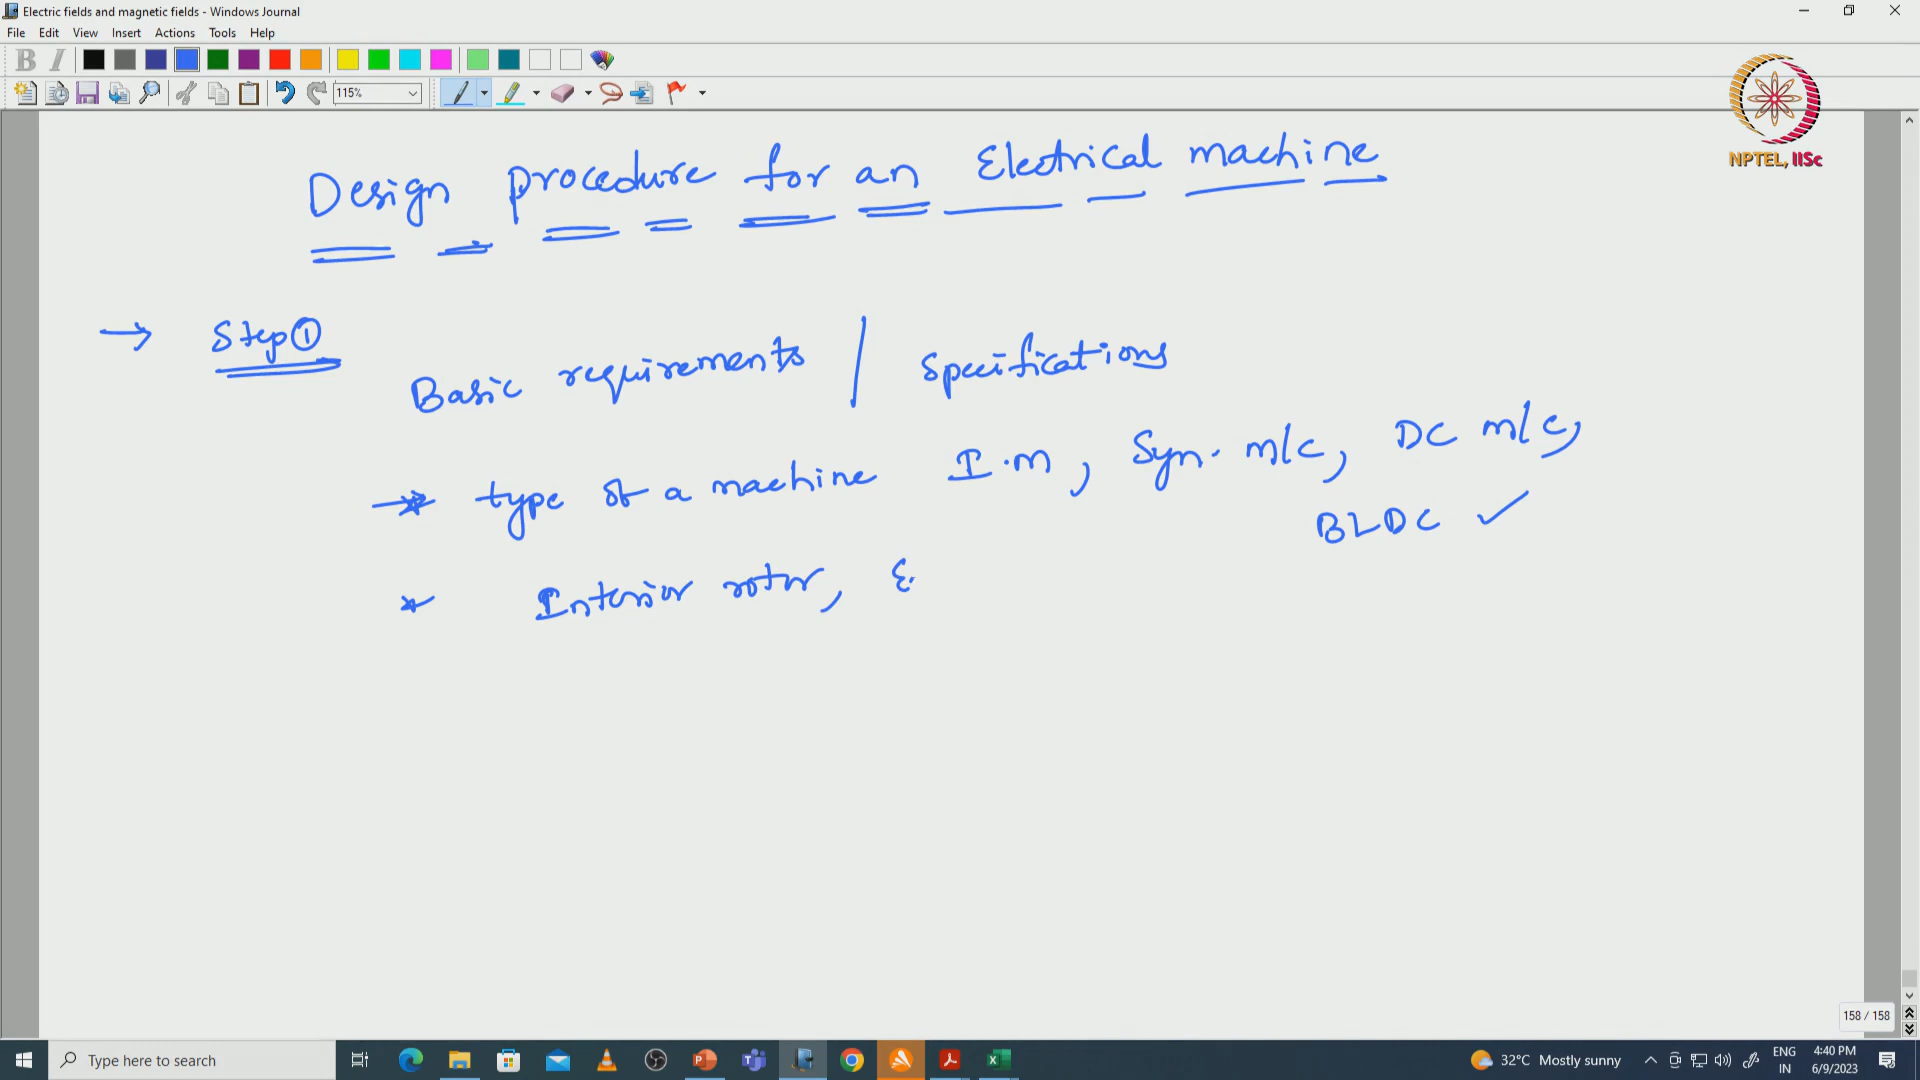 Electric fields and magnetic fields - Windows Journal
File Edit View Insert Actions Tools Help
B I
115%
NPTEL, IISc
Design procedure for an Electrical machine
→ Step ①
Basic requirements / Specifications
→* type of a machine I.M, Syn. m/c, DC m/c,
BLDC ✓
* Interior rotor, E
158 / 158
Type here to search
32°C Mostly sunny
ENG
IN
4:40 PM
6/9/2023